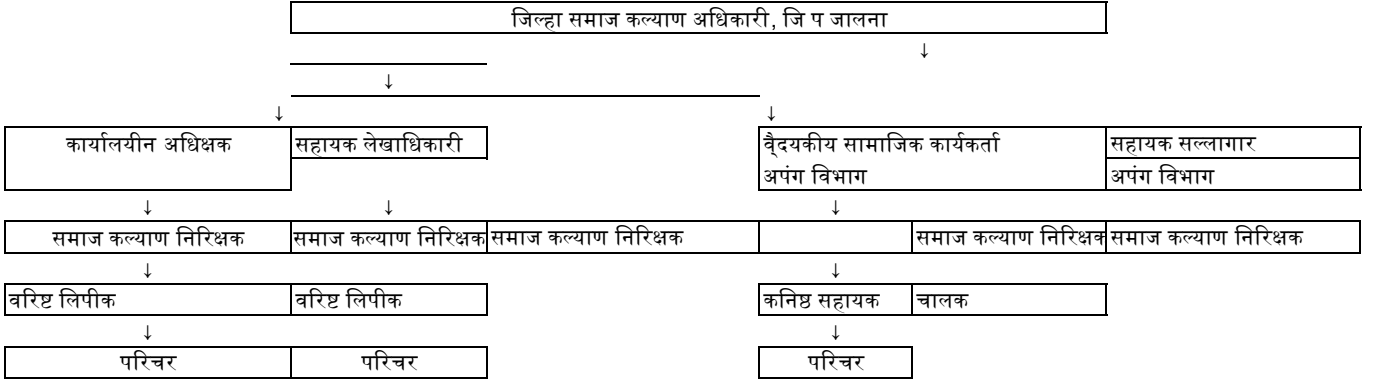 जिल्हा समाज कल्याण अधिकारी, जि प जालना
↓
↓
↓ ↓
कार्यालयीन अधिक्षक सहायक लेखाधिकारी वै्दयकीय सामाजिक कार्यकर्ता सहायक सल्लागार
अपंग विभाग अपंग विभाग
↓ ↓ ↓
समाज कल्याण निरिक्षक समाज कल्याण निरिक्षक समाज कल्याण निरिक्षक समाज कल्याण निरिक्षक समाज कल्याण निरिक्षक
↓ ↓
वरिष्ट लिपीक वरिष्ट लिपीक कनिष्ठ सहायक चालक
↓ ↓
परिचर परिचर परिचर